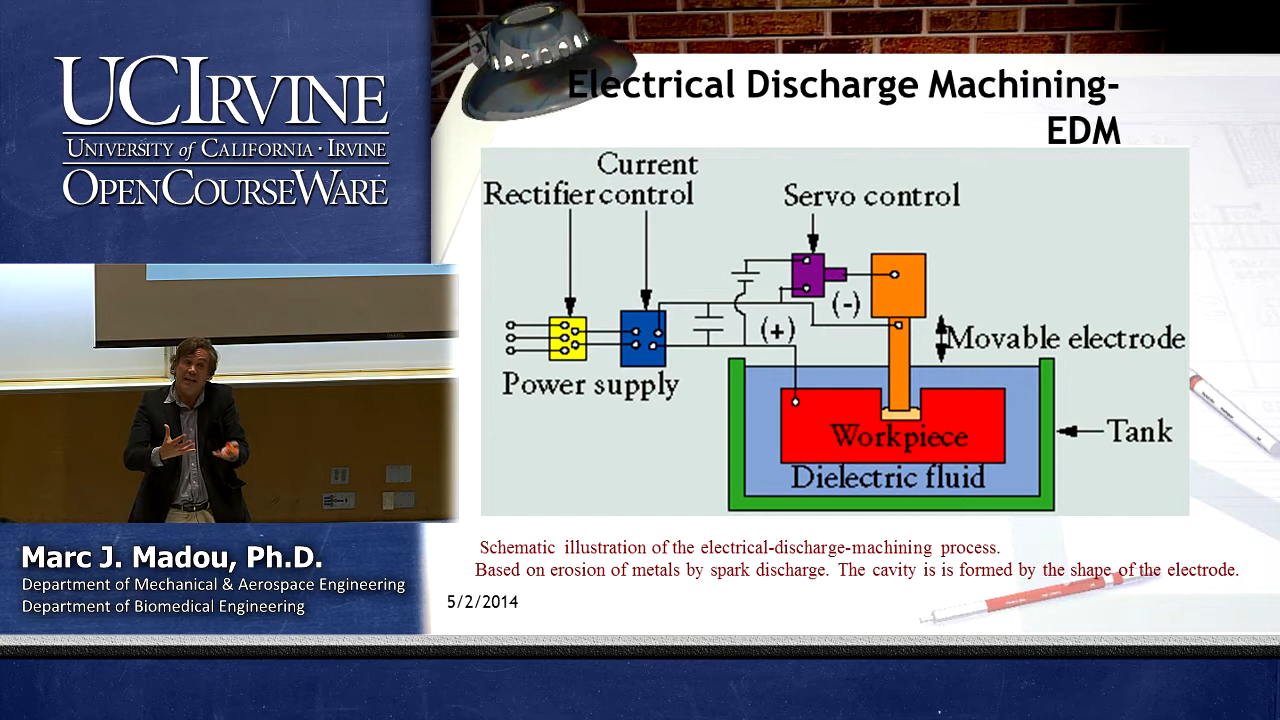 UCIRVINE
UNIVERSITY of CALIFORNIA · IRVINE
OPENCOURSEWARE
Electrical Discharge Machining-
EDM
Current
Rectifier control
Servo control
(-)
(+)
Movable electrode
Power supply
Workpiece
Tank
Dielectric fluid
Schematic illustration of the electrical-discharge-machining process.
Based on erosion of metals by spark discharge. The cavity is is formed by the shape of the electrode.
5/2/2014
Marc J. Madou, Ph.D.
Department of Mechanical & Aerospace Engineering
Department of Biomedical Engineering